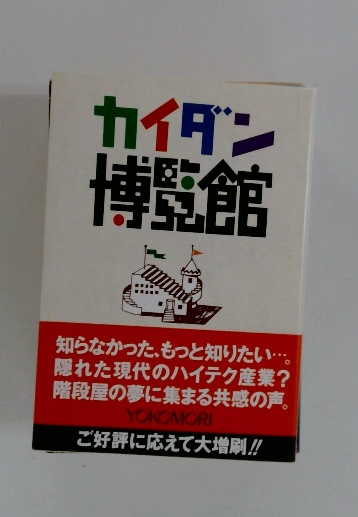 カイダン
博覧館
知らなかった、もっと知りたい…。
隠れた現代のハイテク産業？
階段屋の夢に集まる共感の声。
YOKOMORI
ご好評に応えて大増刷!!